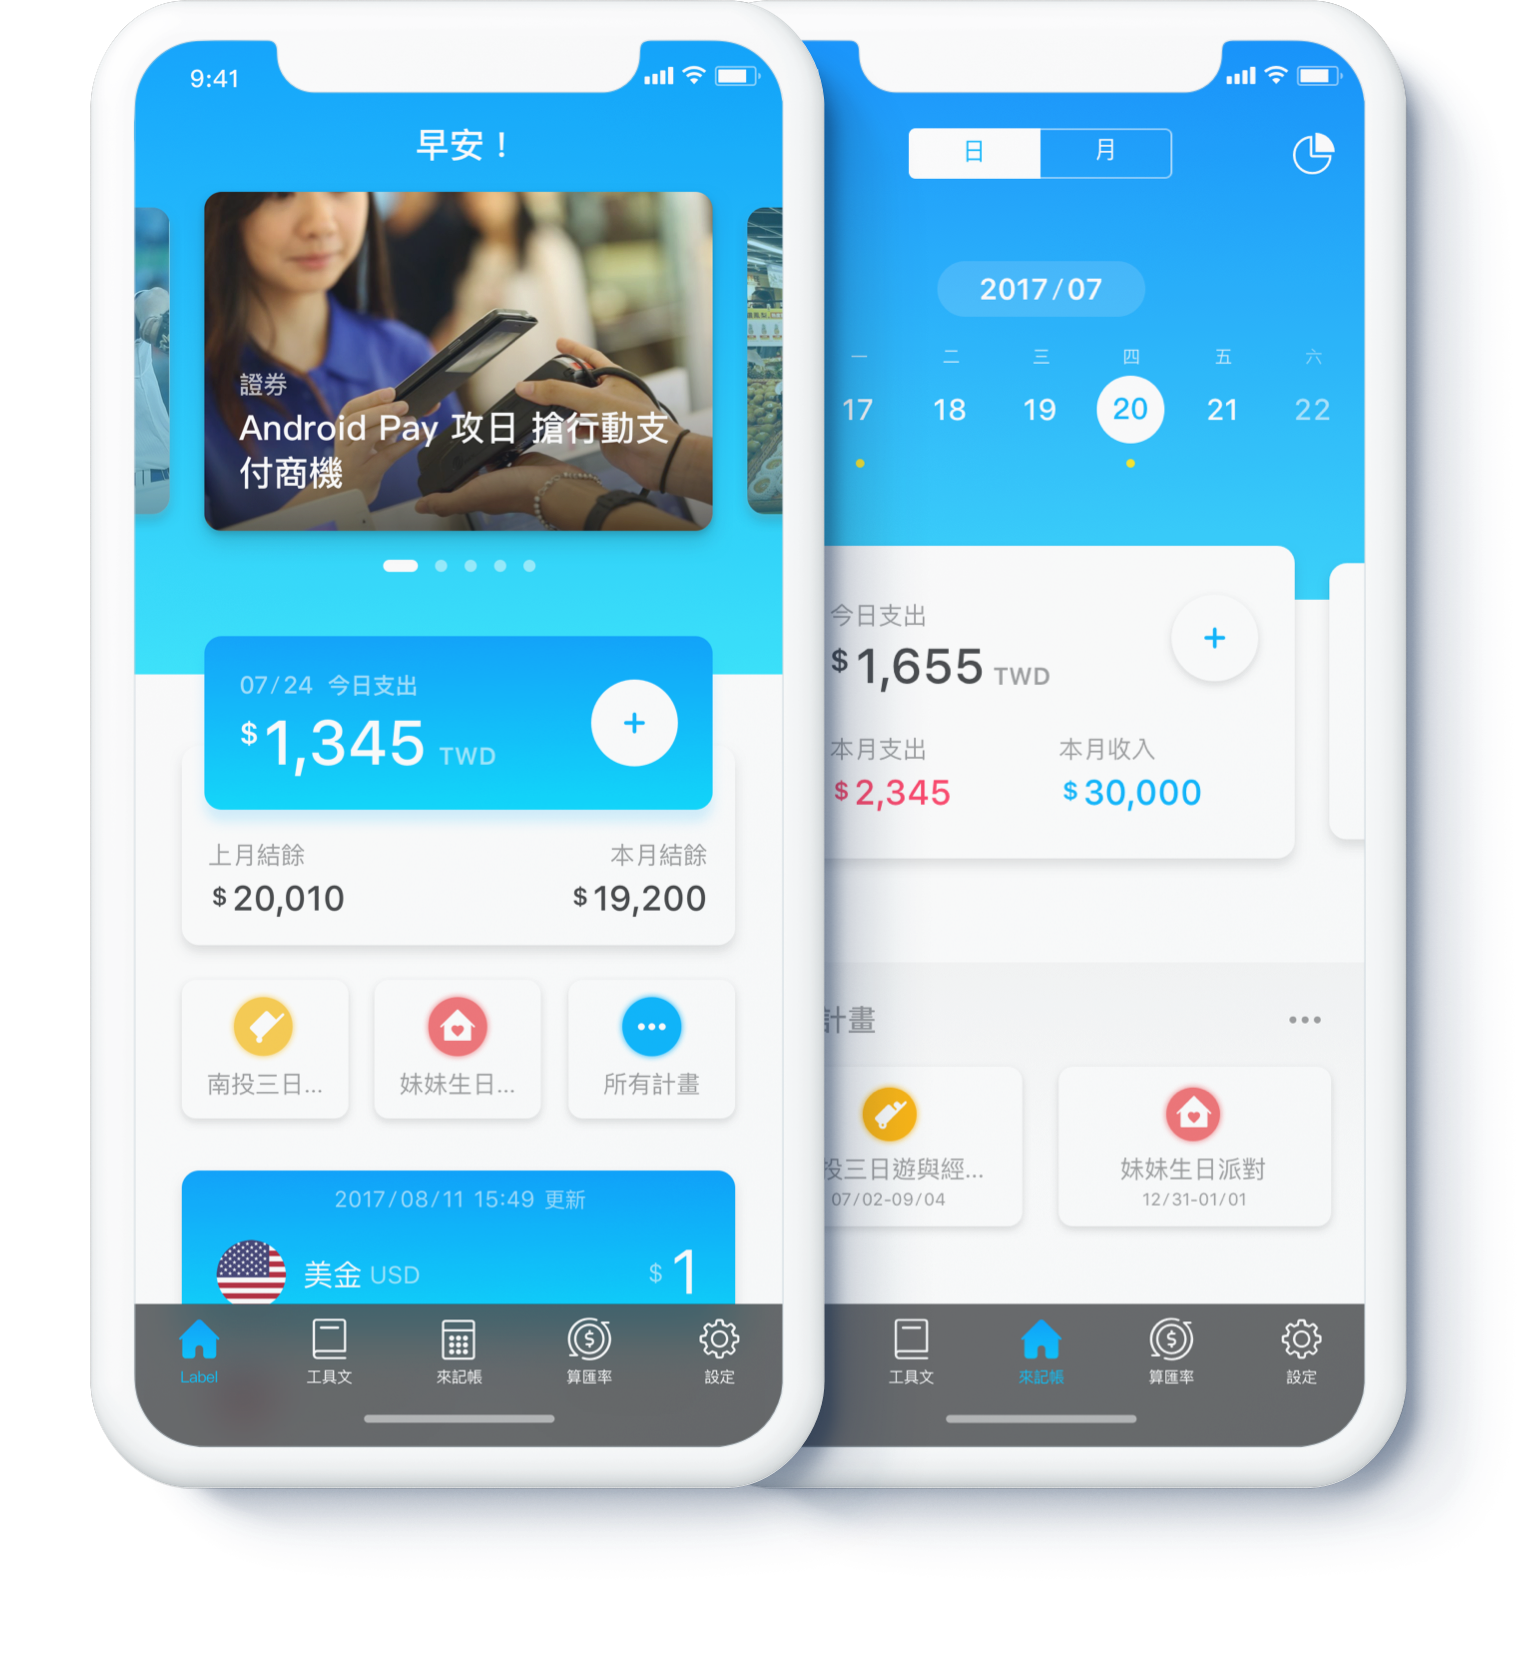 9:41
早安！
證券
Android Pay 攻日 搶行動支
付商機
07/24 今日支出
$1,345 TWD
上月結餘
本月結餘
$20,010
$19,200
南投三日...
妹妹生日...
所有計畫
2017/08/11 15:49 更新
美金 USD
$ 1
Label
工具文
來記帳
算匯率
設定
日
月
2017/07
一 二 三 四 五 六
17 18 19 20 21 22
今日支出
$1,655 TWD
本月支出
本月收入
$2,345
$30,000
計畫
投三日遊與經...
07/02-09/04
妹妹生日派對
12/31-01/01
工具文
來記帳
算匯率
設定